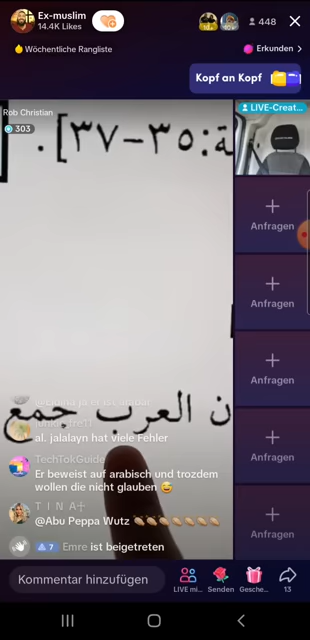 Ex-muslim
14.4K Likes
448
Wöchentliche Rangliste
Erkunden >
Kopf an Kopf
Rob Christian
303
LIVE-Creat...
ة:٣٥-٣٧].
Anfragen
Anfragen
Anfragen
Anfragen
Anfragen
ن العرب جمع
al. jalalayn hat viele Fehler
TechTokGuide
Er beweist auf arabisch und trotzdem
wollen die nicht glauben 😅
T I N A
@Abu Peppa Wutz 👏👏👏👏👏👏👏
7 Emre ist beigetreten
Kommentar hinzufügen
LIVE mi...
Senden
Gesche...
13